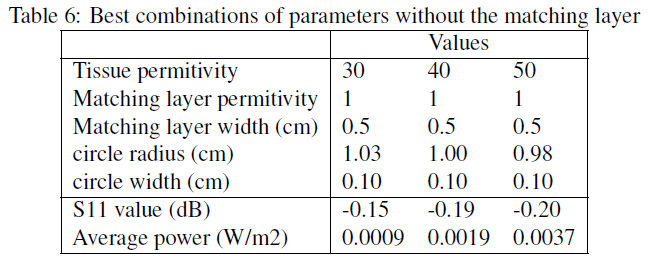 Table 6: Best combinations of parameters without the matching layer
Values
Tissue permitivity 30 40 50
Matching layer permitivity 1 1 1
Matching layer width (cm) 0.5 0.5 0.5
circle radius (cm) 1.03 1.00 0.98
circle width (cm) 0.10 0.10 0.10
S11 value (dB) -0.15 -0.19 -0.20
Average power (W/m2) 0.0009 0.0019 0.0037